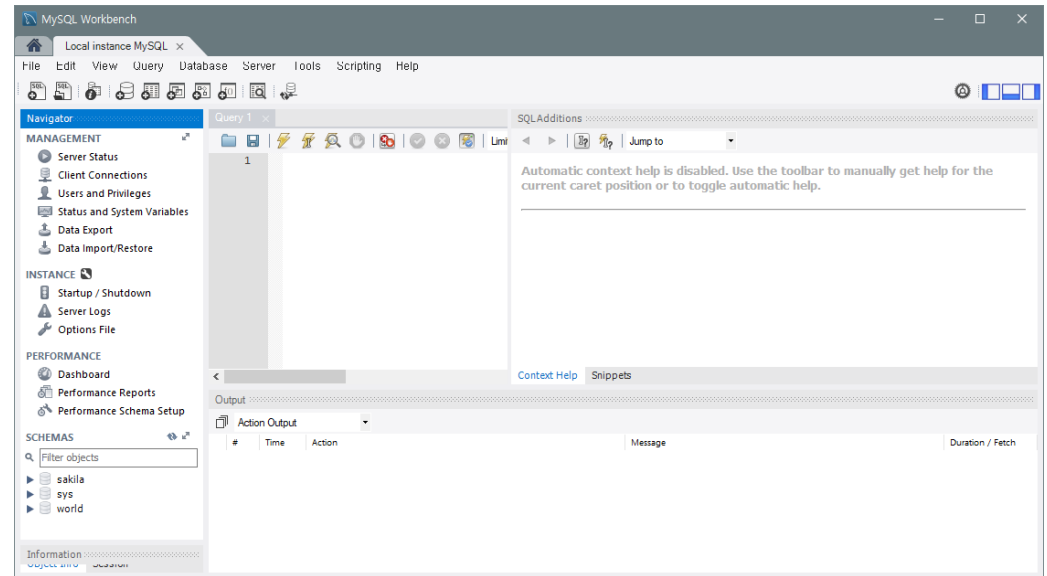 MySQL Workbench
Local instance MySQL
File Edit View Query Database Server Tools Scripting Help
Navigator
MANAGEMENT
Server Status
Client Connections
Users and Privileges
Status and System Variables
Data Export
Data Import/Restore
INSTANCE
Startup / Shutdown
Server Logs
Options File
PERFORMANCE
Dashboard
Performance Reports
Performance Schema Setup
SCHEMAS
Filter objects
sakila
sys
world
Information
Object Info Session
Query 1
Limi
1
SQLAdditions
Jump to
Automatic context help is disabled. Use the toolbar to manually get help for the
current caret position or to toggle automatic help.
Context Help Snippets
Output
Action Output
# Time Action Message Duration / Fetch